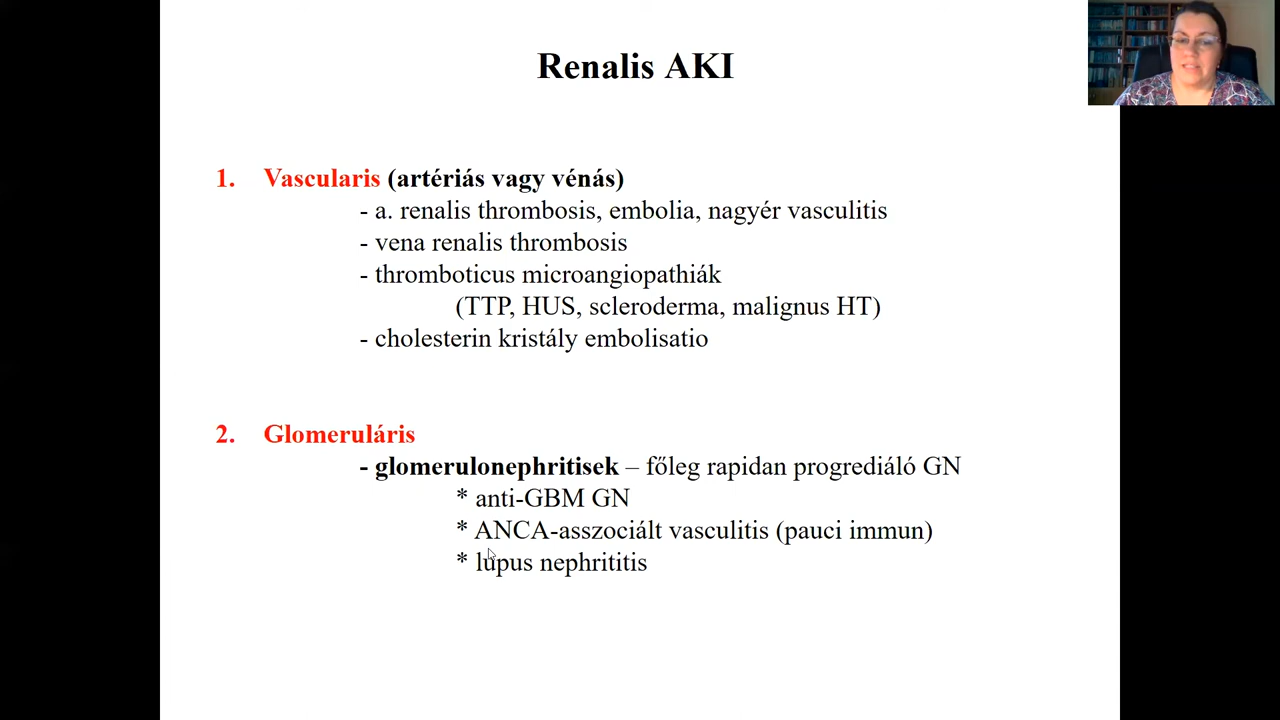 Renalis AKI
1. Vascularis (artériás vagy vénás)
- a. renalis thrombosis, embolia, nagyér vasculitis
- vena renalis thrombosis
- thromboticus microangiopathiák
(TTP, HUS, scleroderma, malignus HT)
- cholesterin kristály embolisatio
2. Glomeruláris
- glomerulonephritisek – főleg rapidan progrediáló GN
* anti-GBM GN
* ANCA-asszociált vasculitis (pauci immun)
* lupus nephrititis